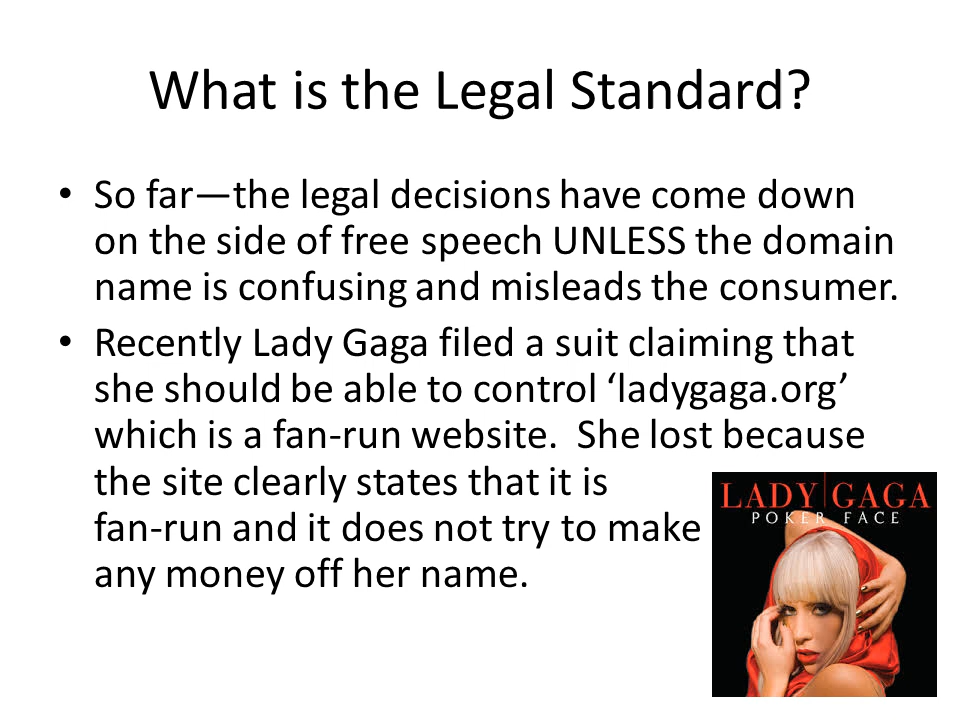 What is the Legal Standard?
• So far—the legal decisions have come down
on the side of free speech UNLESS the domain
name is confusing and misleads the consumer.
• Recently Lady Gaga filed a suit claiming that
she should be able to control ‘ladygaga.org’
which is a fan-run website.  She lost because
the site clearly states that it is
fan-run and it does not try to make
any money off her name.
LADY GAGA
POKER FACE